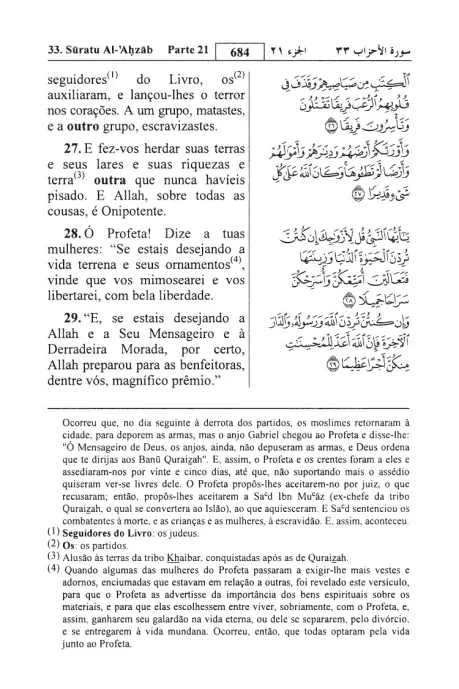 33. Sūratu Al-'Aḥzāb Parte 21 684 الجزء ٢١ سورة الأحزاب ٣٣
seguidores(1) do Livro, os(2)
auxiliaram, e lançou-lhes o terror
nos corações. A um grupo, matastes,
e a outro grupo, escravizastes.
27. E fez-vos herdar suas terras
e seus lares e suas riquezas e
terra(3) outra que nunca havíeis
pisado. E Allah, sobre todas as
cousas, é Onipotente.
28. Ó Profeta! Dize a tuas
mulheres: “Se estais desejando a
vida terrena e seus ornamentos(4),
vinde que vos mimosearei e vos
libertarei, com bela liberdade.
29. “E, se estais desejando a
Allah e a Seu Mensageiro e à
Derradeira Morada, por certo,
Allah preparou para as benfeitoras,
dentre vós, magnífico prêmio.”
ٱلْكِتَٰبِ مِن صَيَاصِيهِمْ وَقَذَفَ فِى
قُلُوبِهِمُ ٱلرُّعْبَ فَرِيقًا تَقْتُلُونَ
وَتَأْسِرُونَ فَرِيقًا ٢٦
وَأَوْرَثَكُمْ أَرْضَهُمْ وَدِيَٰرَهُمْ وَأَمْوَٰلَهُمْ
وَأَرْضًا لَّمْ تَطَـُٔوهَا وَكَانَ ٱللَّهُ عَلَىٰ كُلِّ
شَىْءٍ قَدِيرًا ٢٧
يَٰٓأَيُّهَا ٱلنَّبِىُّ قُل لِّأَزْوَٰجِكَ إِن كُنتُنَّ
تُرِدْنَ ٱلْحَيَوٰةَ ٱلدُّنْيَا وَزِينَتَهَا
فَتَعَالَيْنَ أُمَتِّعْكُنَّ وَأُسَرِّحْكُنَّ
سَرَاحًا جَمِيلًا ٢٨
وَإِن كُنتُنَّ تُرِدْنَ ٱللَّهَ وَرَسُولَهُۥ وَٱلدَّارَ
ٱلْءَاخِرَةَ فَإِنَّ ٱللَّهَ أَعَدَّ لِلْمُحْسِنَٰتِ
مِنكُنَّ أَجْرًا عَظِيمًا ٢٩
Ocorreu que, no dia seguinte à derrota dos partidos, os moslimes retornaram à
cidade, para deporem as armas, mas o anjo Gabriel chegou ao Profeta e disse-lhe:
"Ó Mensageiro de Deus, os anjos, ainda, não depuseram as armas, e Deus ordena
que te dirijas aos Banū Quraiẓah". E, assim, o Profeta e os crentes foram a eles e
assediaram-nos por vinte e cinco dias, até que, não suportando mais o assédio
quiseram ver-se livres dele. O Profeta propôs-lhes aceitarem-no por juiz, o que
recusaram; então, propôs-lhes aceitarem a Saᶜd Ibn Muᶜāz (ex-chefe da tribo
Quraiẓah, o qual se convertera ao Islão), ao que aquiesceram. E Saᶜd sentenciou os
combatentes à morte, e as crianças e as mulheres, à escravidão. E, assim, aconteceu.
(1) Seguidores do Livro: os judeus.
(2) Os: os partidos.
(3) Alusão às terras da tribo Khaibar, conquistadas após as de Quraiẓah.
(4) Quando algumas das mulheres do Profeta passaram a exigir-lhe mais vestes e
adornos, enciumadas que estavam em relação a outras, foi revelado este versículo,
para que o Profeta as advertisse da importância dos bens espirituais sobre os
materiais, e para que elas escolhessem entre viver, sobriamente, com o Profeta, e,
assim, ganharem seu galardão na vida eterna, ou dele se separarem, pelo divórcio,
e se entregarem à vida mundana. Ocorreu, então, que todas optaram pela vida
junto ao Profeta.